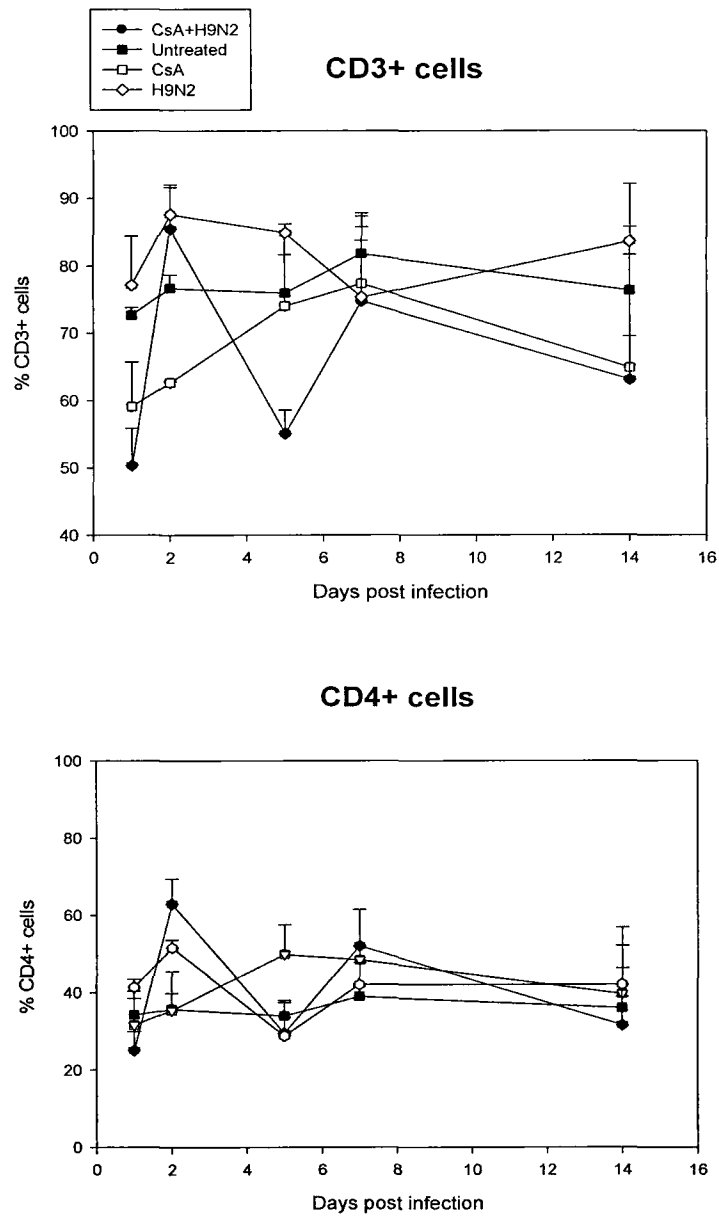 CsA+H9N2
Untreated
CsA
H9N2
CD3+ cells
100
90
80
70
60
50
40
% CD3+ cells
0 2 4 6 8 10 12 14 16
Days post infection
CD4+ cells
100
80
60
40
20
0
% CD4+ cells
0 2 4 6 8 10 12 14 16
Days post infection